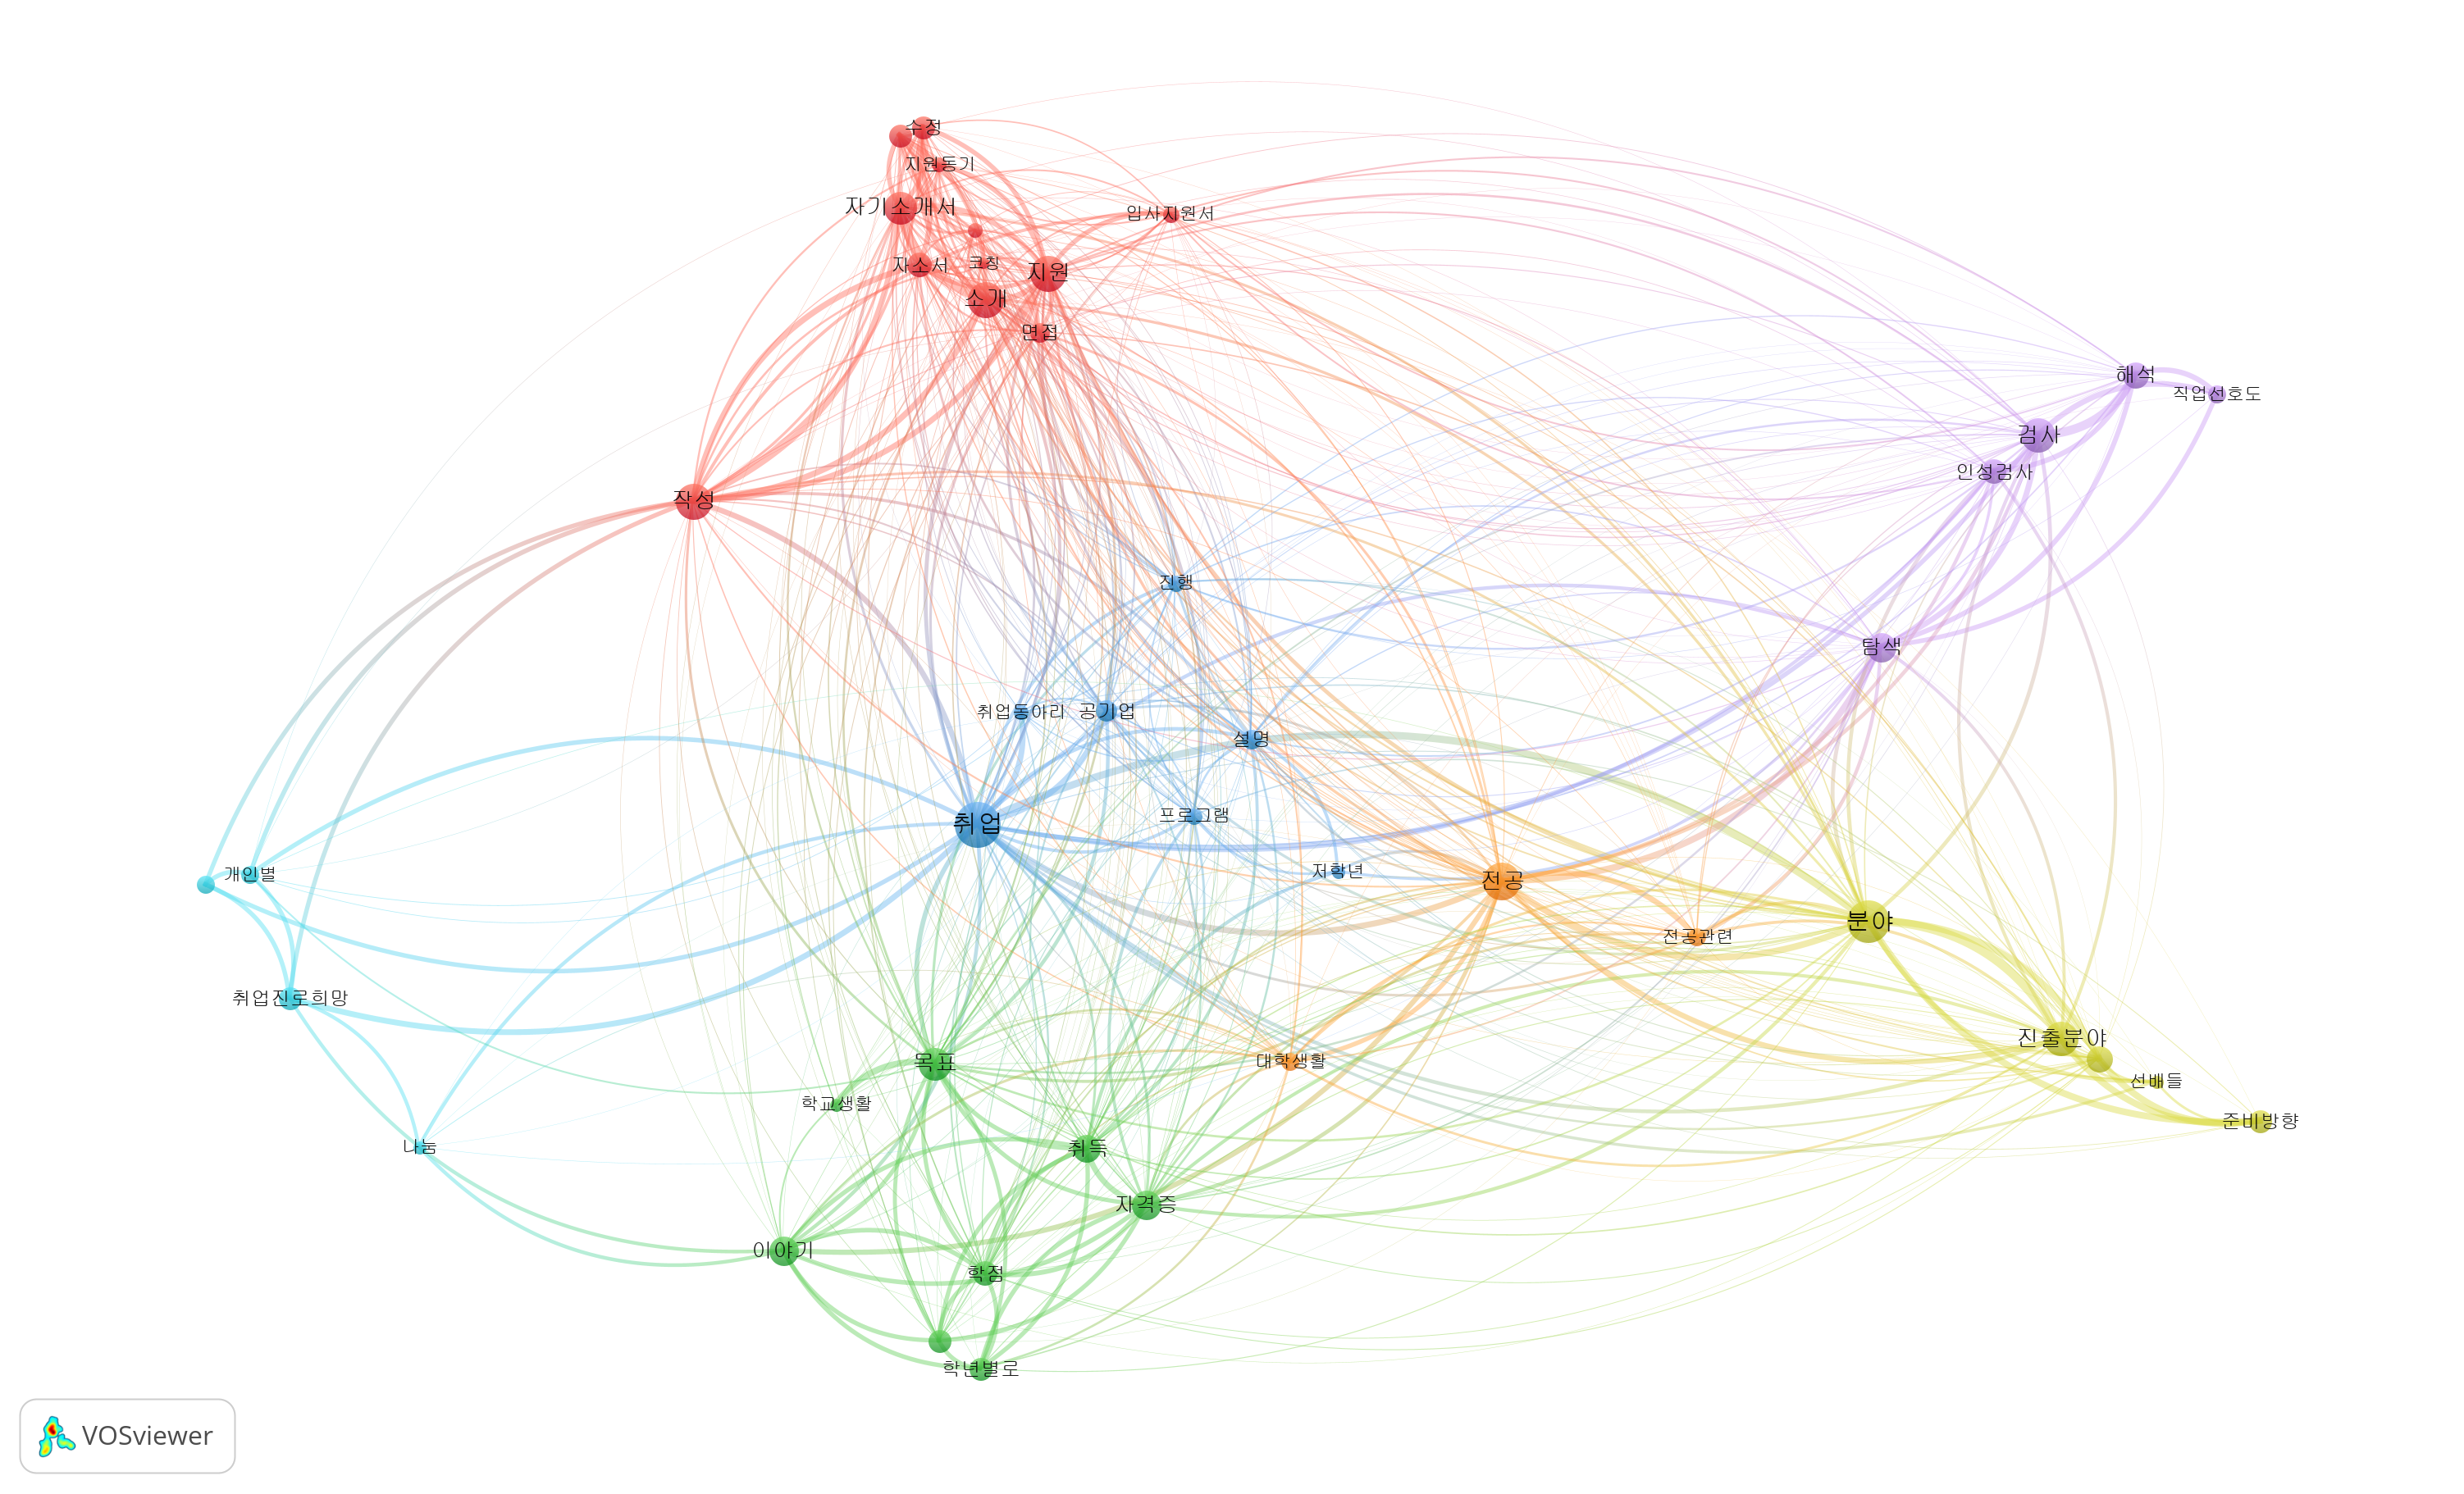 수정
지원동기
자기소개서
입사지원서
자소서
코칭
지원
소개
면접
해석
직업선호도
검사
인성검사
작성
진행
탐색
취업동아리
공기업
설명
프로그램
취업
저학년
개인별
전공
분야
전공관련
취업진로희망
진출분야
목표
대학생활
선배들
학교생활
준비방향
나눔
취득
자격증
이야기
학점
학년별로
VOSviewer